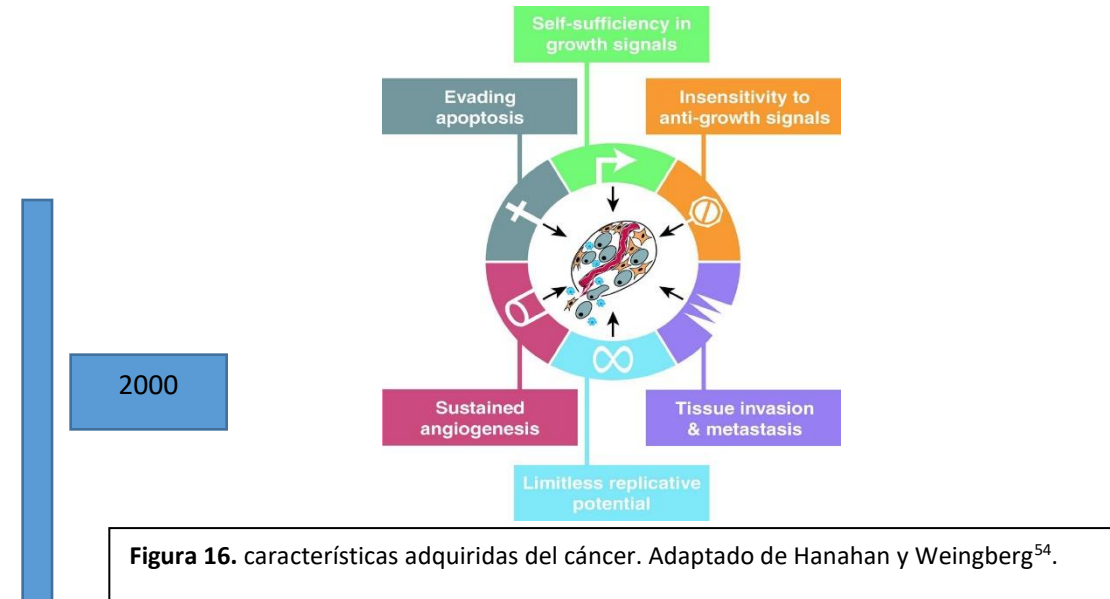 Self-sufficiency in
growth signals
Evading
apoptosis
Insensitivity to
anti-growth signals
2000
Sustained
angiogenesis
Tissue invasion
& metastasis
Limitless replicative
potential
Figura 16. características adquiridas del cáncer. Adaptado de Hanahan y Weingberg54.